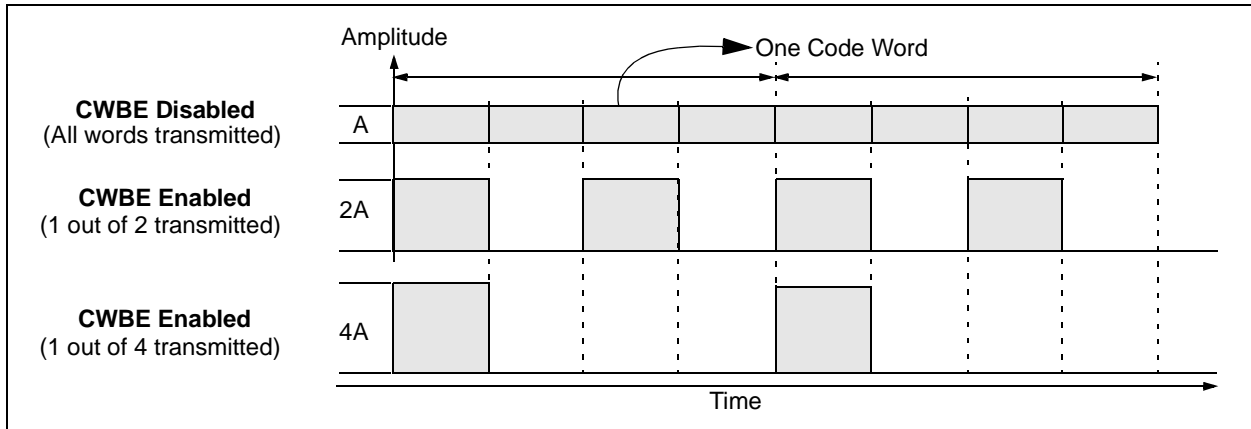 Amplitude
One Code Word
CWBE Disabled
(All words transmitted)
A
CWBE Enabled
(1 out of 2 transmitted)
2A
CWBE Enabled
(1 out of 4 transmitted)
4A
Time